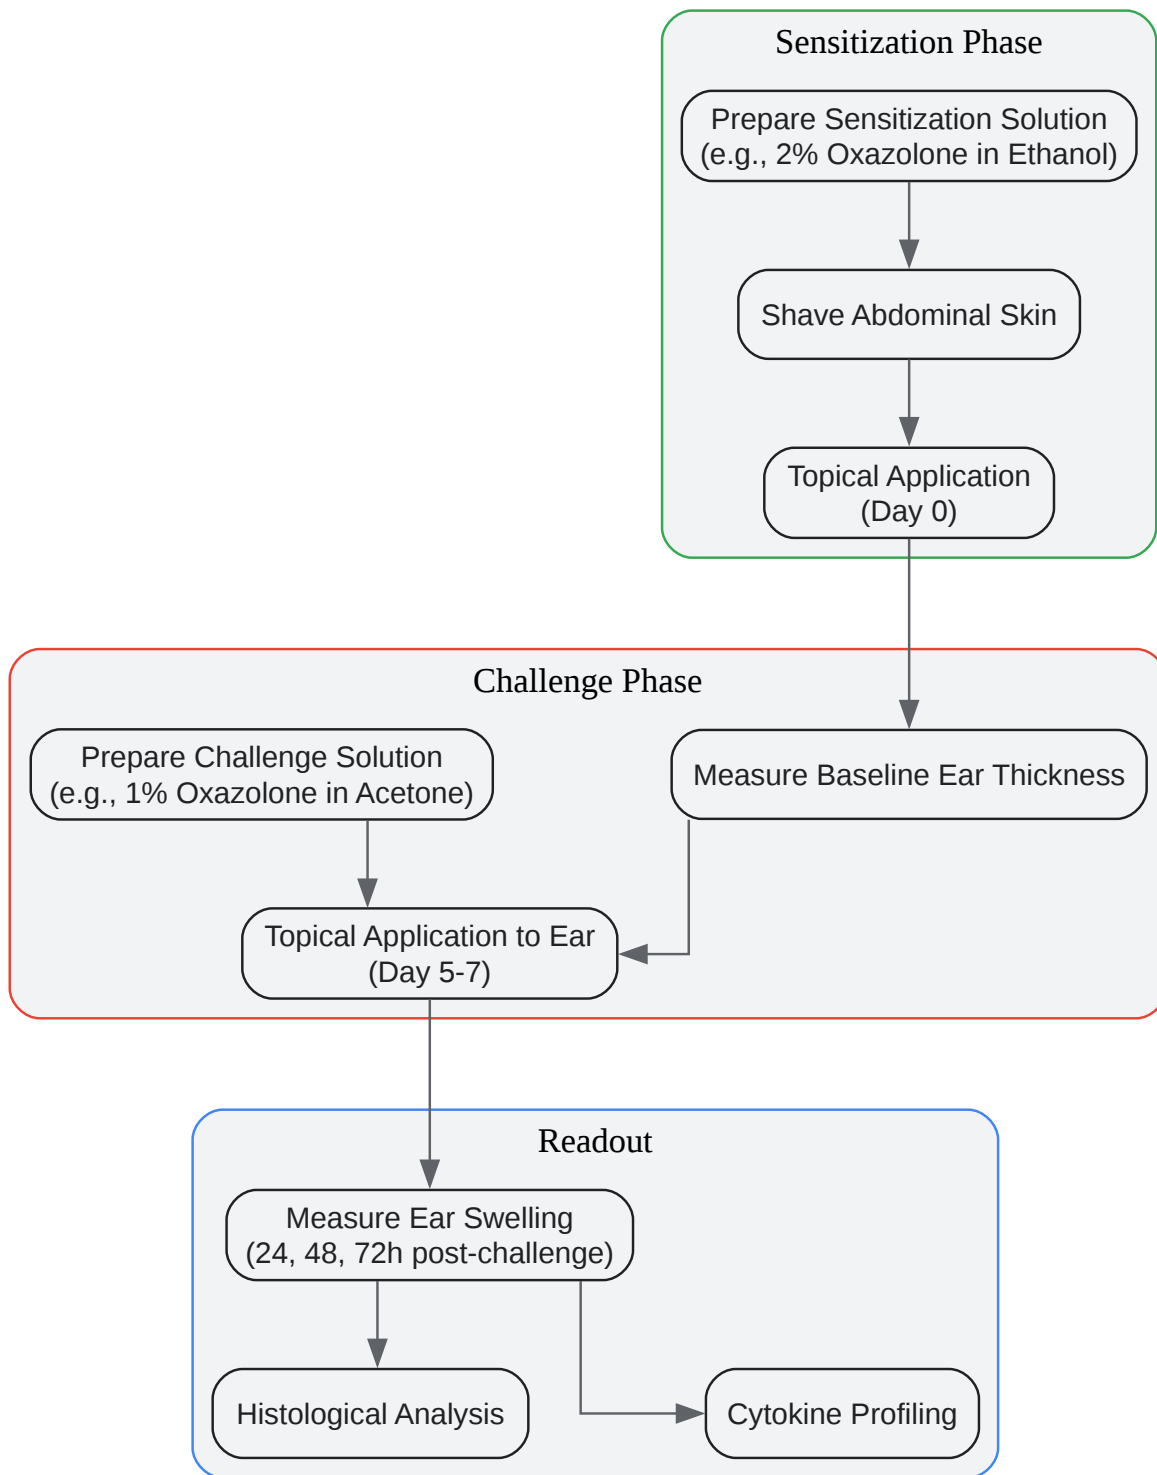 Sensitization Phase
Prepare Sensitization Solution
(e.g., 2% Oxazolone in Ethanol)
Shave Abdominal Skin
Topical Application
(Day 0)
Challenge Phase
Prepare Challenge Solution
(e.g., 1% Oxazolone in Acetone)
Measure Baseline Ear Thickness
Topical Application to Ear
(Day 5-7)
Readout
Measure Ear Swelling
(24, 48, 72h post-challenge)
Histological Analysis
Cytokine Profiling